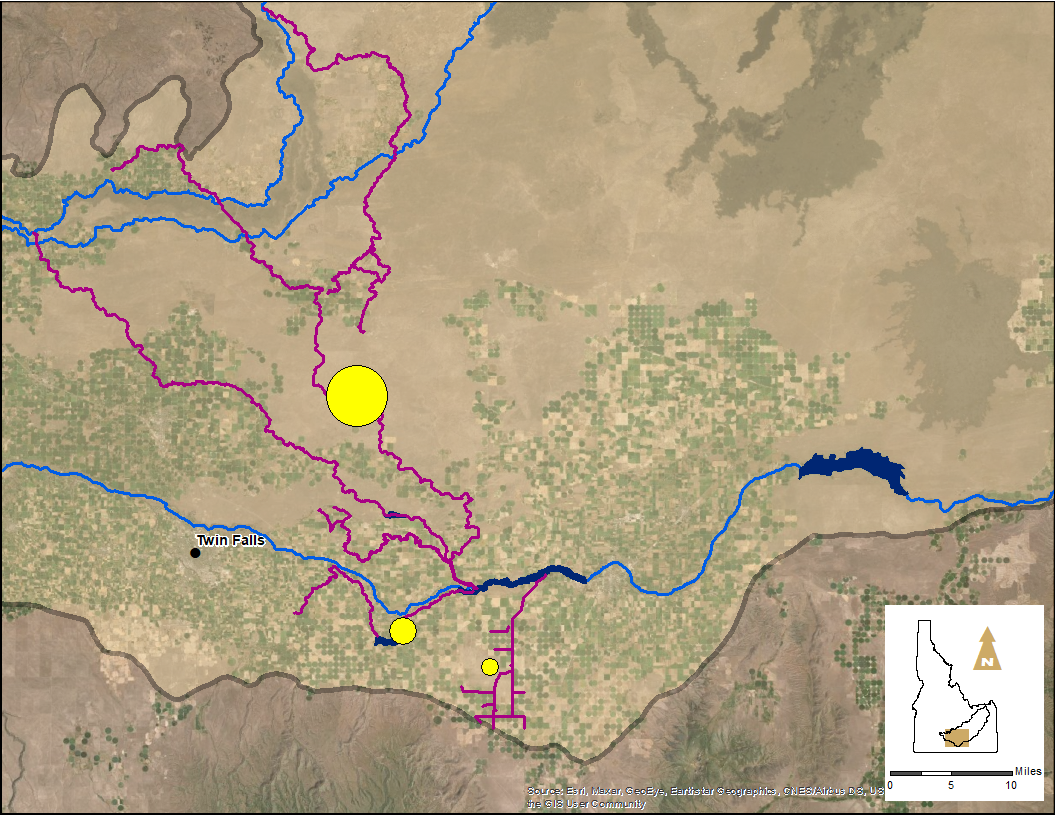 Twin Falls
N
Miles
0 5 10
Source: Esri, Maxar, GeoEye, Earthstar Geographics, CNES/Airbus DS, US
the GIS User Community